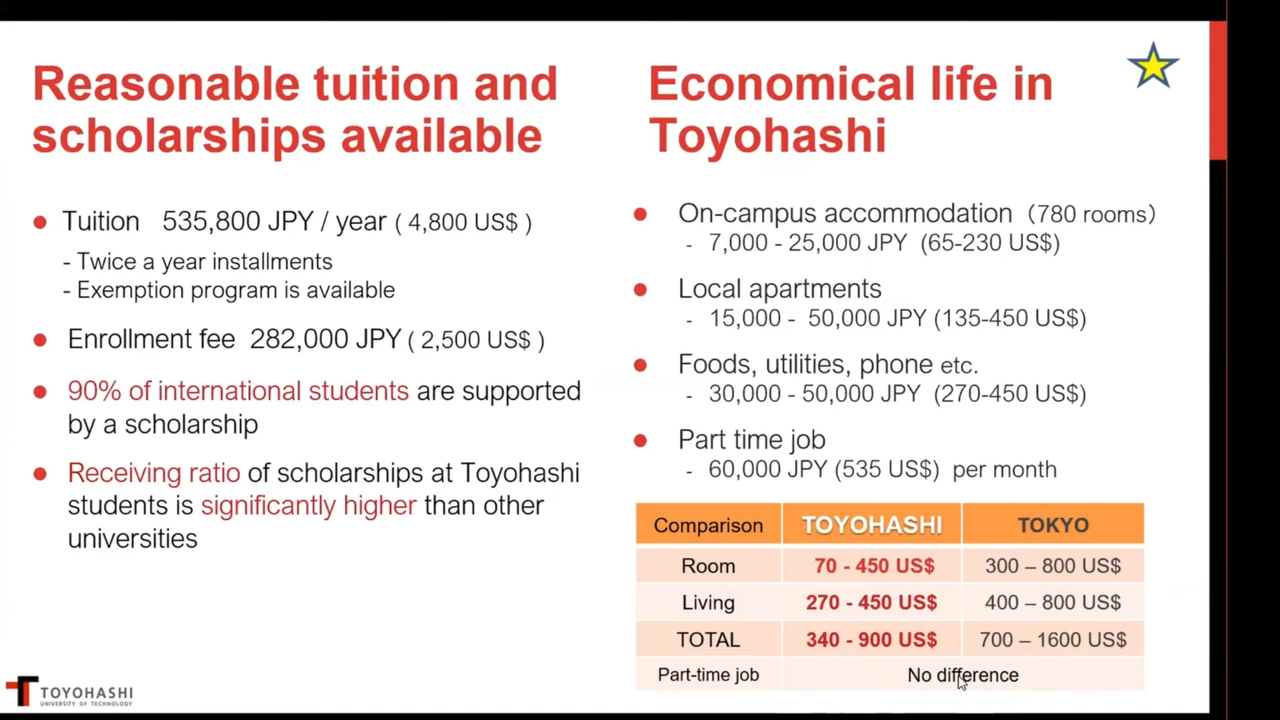 Reasonable tuition and
scholarships available
● Tuition 535,800 JPY / year ( 4,800 US$ )
- Twice a year installments
- Exemption program is available
● Enrollment fee 282,000 JPY ( 2,500 US$ )
● 90% of international students are supported
by a scholarship
● Receiving ratio of scholarships at Toyohashi
students is significantly higher than other
universities
TOYOHASHI
UNIVERSITY OF TECHNOLOGY
Economical life in
Toyohashi
● On-campus accommodation （780 rooms）
- 7,000 - 25,000 JPY (65-230 US$)
● Local apartments
- 15,000 - 50,000 JPY (135-450 US$)
● Foods, utilities, phone etc.
- 30,000 - 50,000 JPY (270-450 US$)
● Part time job
- 60,000 JPY (535 US$) per month
Comparison TOYOHASHI TOKYO
Room 70 - 450 US$ 300 – 800 US$
Living 270 - 450 US$ 400 – 800 US$
TOTAL 340 - 900 US$ 700 – 1600 US$
Part-time job No difference